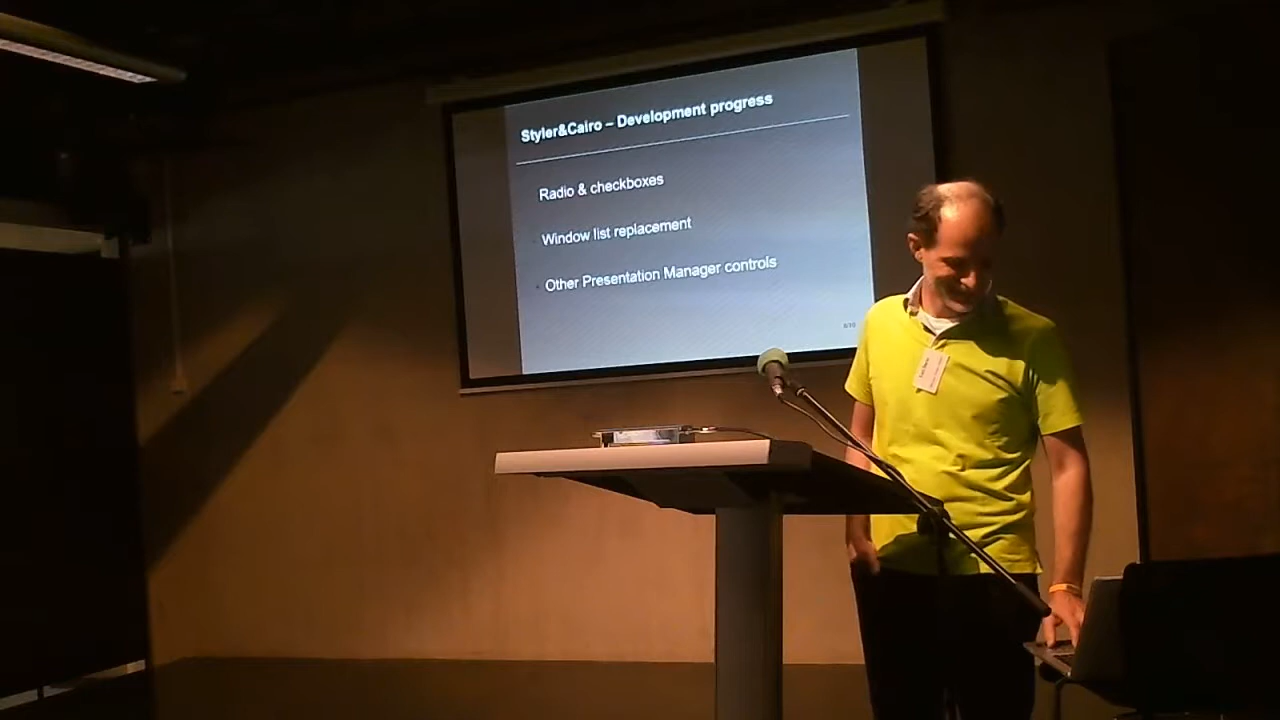 Styler&Cairo – Development progress
Radio & checkboxes
Window list replacement
Other Presentation Manager controls